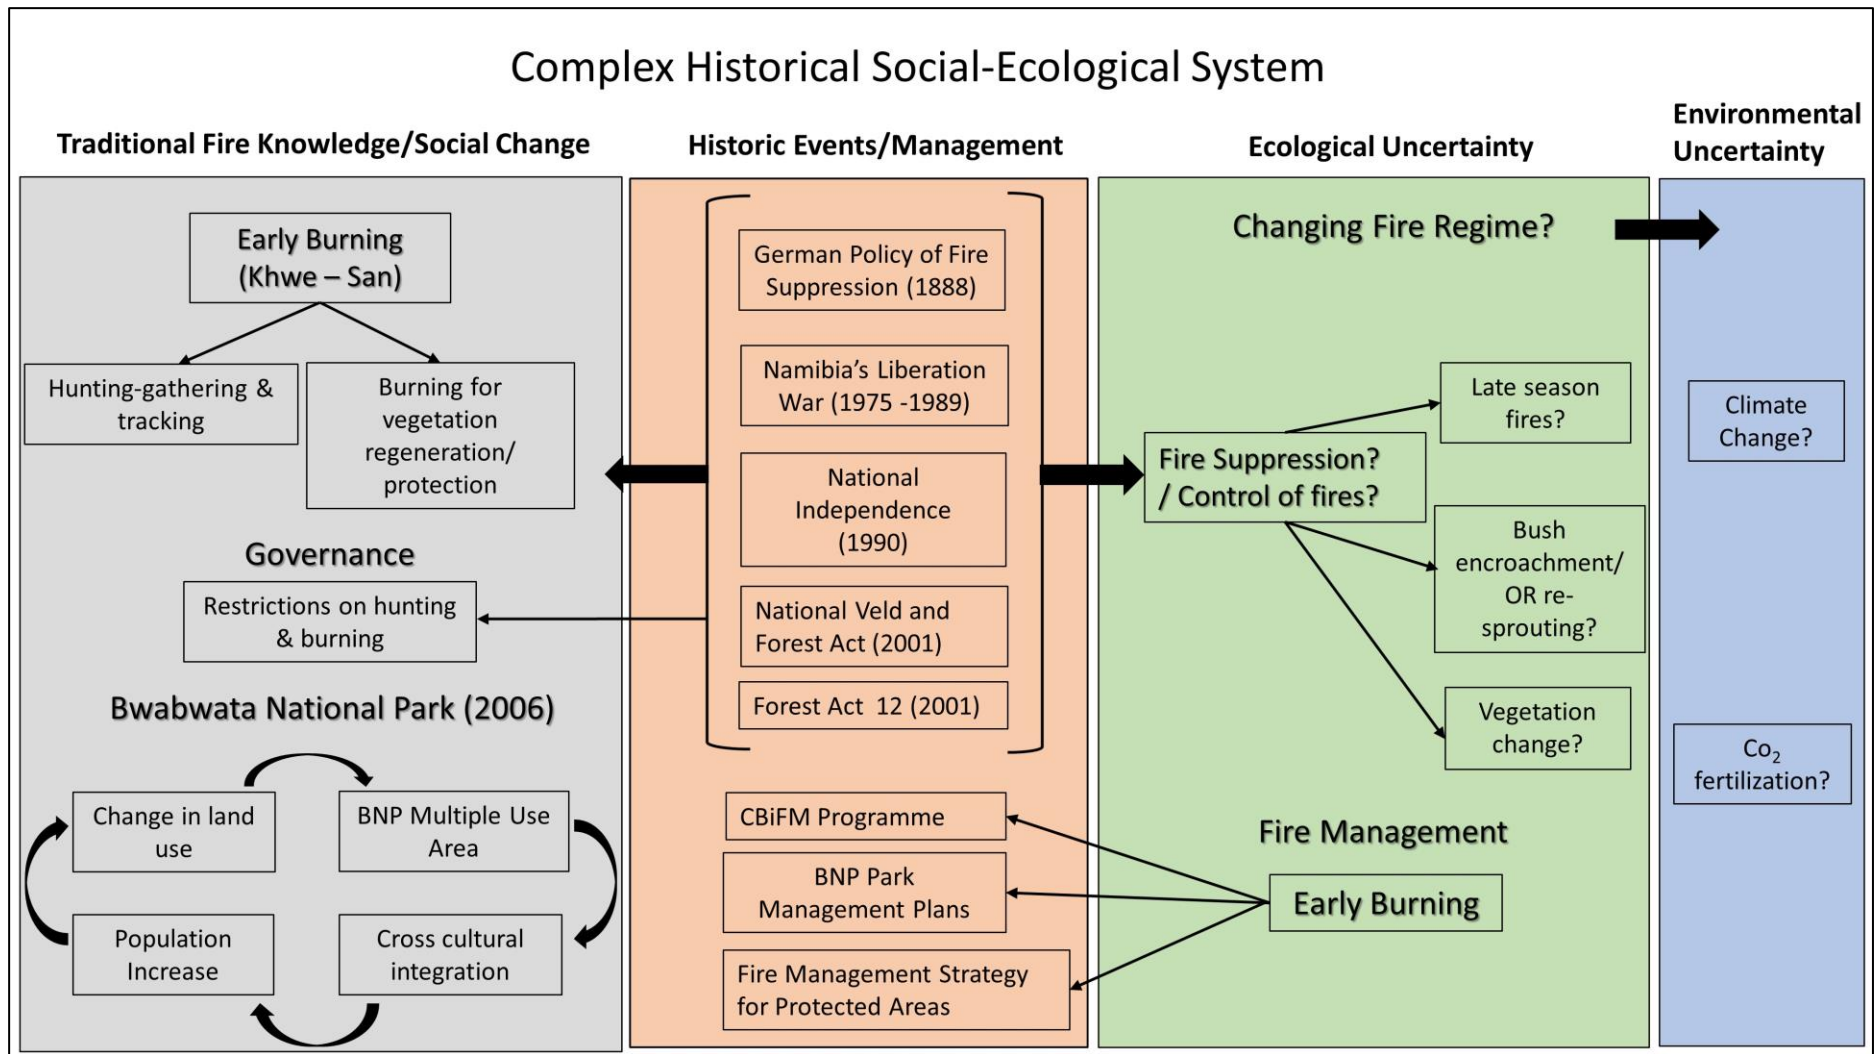 Complex Historical Social-Ecological System
Traditional Fire Knowledge/Social Change
Early Burning
(Khwe – San)
Hunting-gathering &
tracking
Burning for
vegetation
regeneration/
protection
Governance
Restrictions on hunting
& burning
Bwabwata National Park (2006)
Change in land
use
BNP Multiple Use
Area
Population
Increase
Cross cultural
integration
Historic Events/Management
German Policy of Fire
Suppression (1888)
Namibia’s Liberation
War (1975 -1989)
National
Independence
(1990)
National Veld and
Forest Act (2001)
Forest Act 12 (2001)
CBiFM Programme
BNP Park
Management Plans
Fire Management Strategy
for Protected Areas
Ecological Uncertainty
Changing Fire Regime?
Fire Suppression?
/ Control of fires?
Late season
fires?
Bush
encroachment/
OR re-
sprouting?
Vegetation
change?
Fire Management
Early Burning
Environmental
Uncertainty
Climate
Change?
Co₂
fertilization?